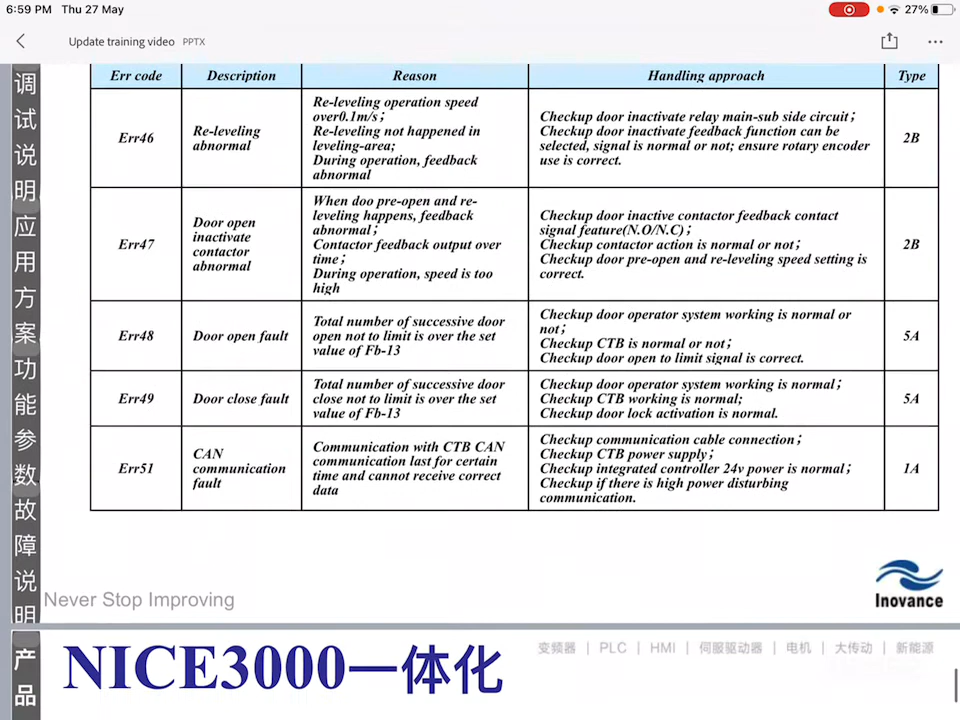 6:59 PM Thu 27 May
27%
Update training video PPTX
调
试
说
明
应
用
方
案
功
能
参
数
故
障
说
明
Err code Description Reason Handling approach Type
Err46
Re-leveling
abnormal
Re-leveling operation speed
over0.1m/s；
Re-leveling not happened in
leveling-area;
During operation, feedback
abnormal
Checkup door inactivate relay main-sub side circuit；
Checkup door inactivate feedback function can be
selected, signal is normal or not; ensure rotary encoder
use is correct.
2B
Err47
Door open
inactivate
contactor
abnormal
When doo pre-open and re-
leveling happens, feedback
abnormal；
Contactor feedback output over
time；
During operation, speed is too
high
Checkup door inactive contactor feedback contact
signal feature(N.O/N.C)；
Checkup contactor action is normal or not；
Checkup door pre-open and re-leveling speed setting is
correct.
2B
Err48
Door open fault
Total number of successive door
open not to limit is over the set
value of Fb-13
Checkup door operator system working is normal or
not；
Checkup CTB is normal or not；
Checkup door open to limit signal is correct.
5A
Err49
Door close fault
Total number of successive door
close not to limit is over the set
value of Fb-13
Checkup door operator system working is normal；
Checkup CTB working is normal;
Checkup door lock activation is normal.
5A
Err51
CAN
communication
fault
Communication with CTB CAN
communication last for certain
time and cannot receive correct
data
Checkup communication cable connection；
Checkup CTB power supply；
Checkup integrated controller 24v power is normal；
Checkup if there is high power disturbing
communication.
1A
Never Stop Improving
Inovance
产
品
NICE3000一体化
变频器 | PLC | HMI | 伺服驱动器 | 电机 | 大传动 | 新能源